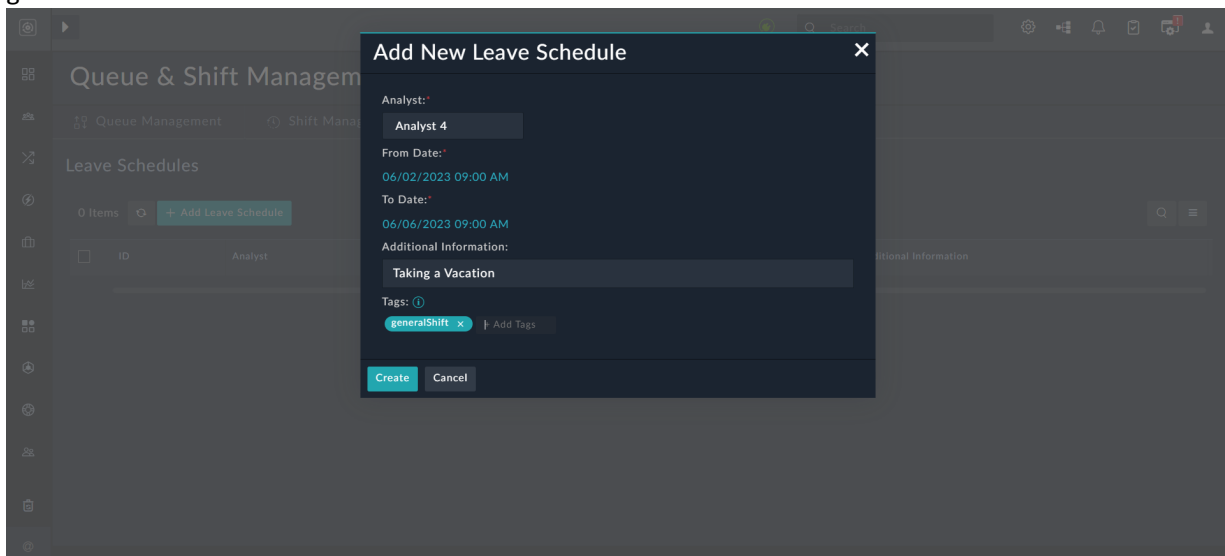 g
Search
Add New Leave Schedule
Queue & Shift Managem
Analyst:*
Queue Management
Shift Manag
Analyst 4
From Date:*
Leave Schedules
06/02/2023 09:00 AM
To Date:*
0 Items
+ Add Leave Schedule
06/06/2023 09:00 AM
Additional Information:
ID
Analyst
ditional Information
Taking a Vacation
Tags:
generalShift ×
+ Add Tags
Create
Cancel